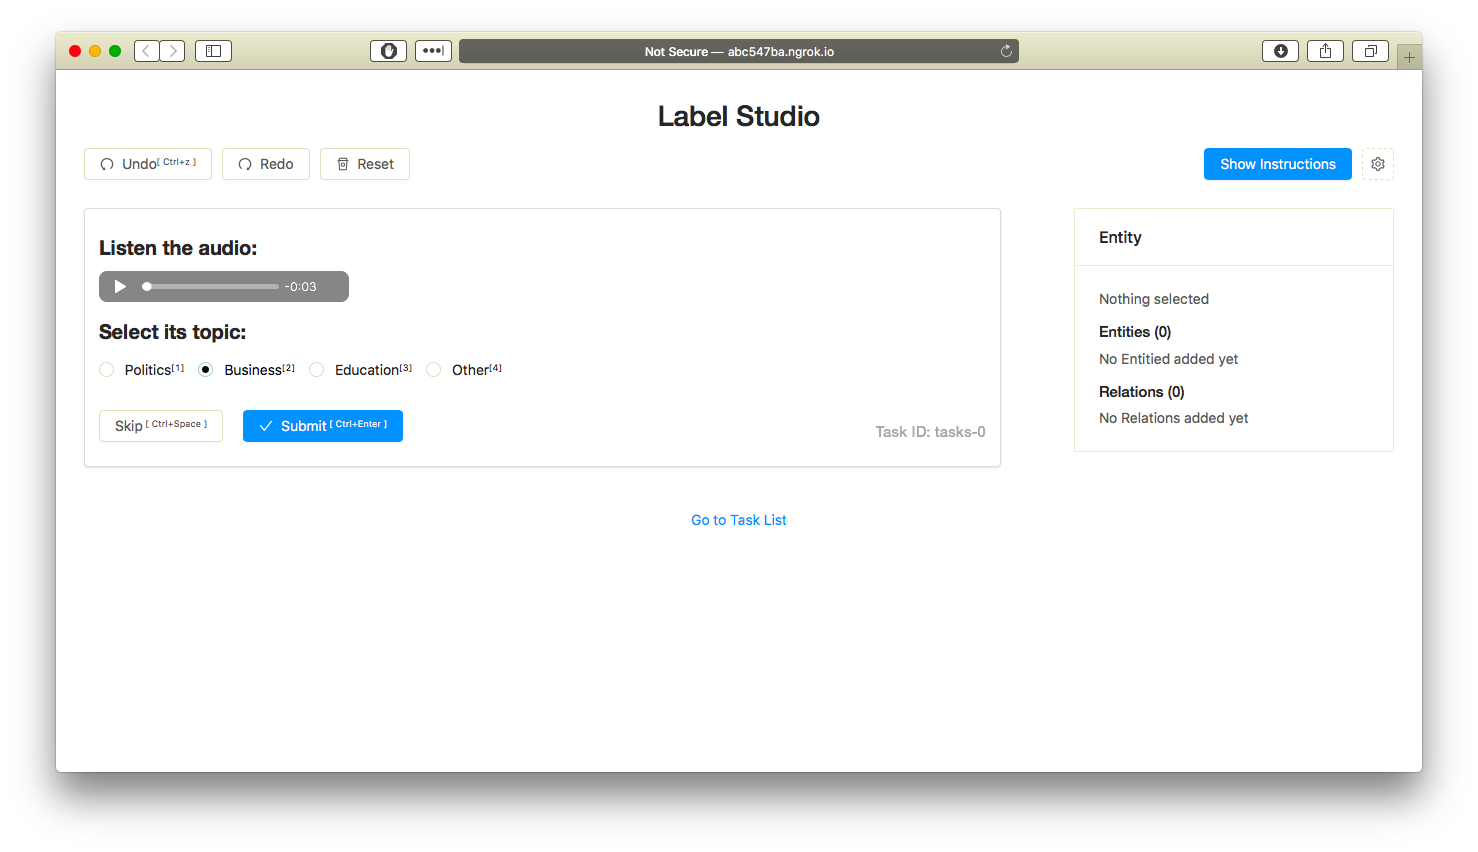 Not Secure — abc547ba.ngrok.io
Label Studio
Undo[ Ctrl+z ]
Redo
Reset
Show Instructions
Listen the audio:
-0:03
Select its topic:
Politics[1] Business[2] Education[3] Other[4]
Skip [ Ctrl+Space ]
Submit [ Ctrl+Enter ]
Task ID: tasks-0
Entity
Nothing selected
Entities (0)
No Entitied added yet
Relations (0)
No Relations added yet
Go to Task List